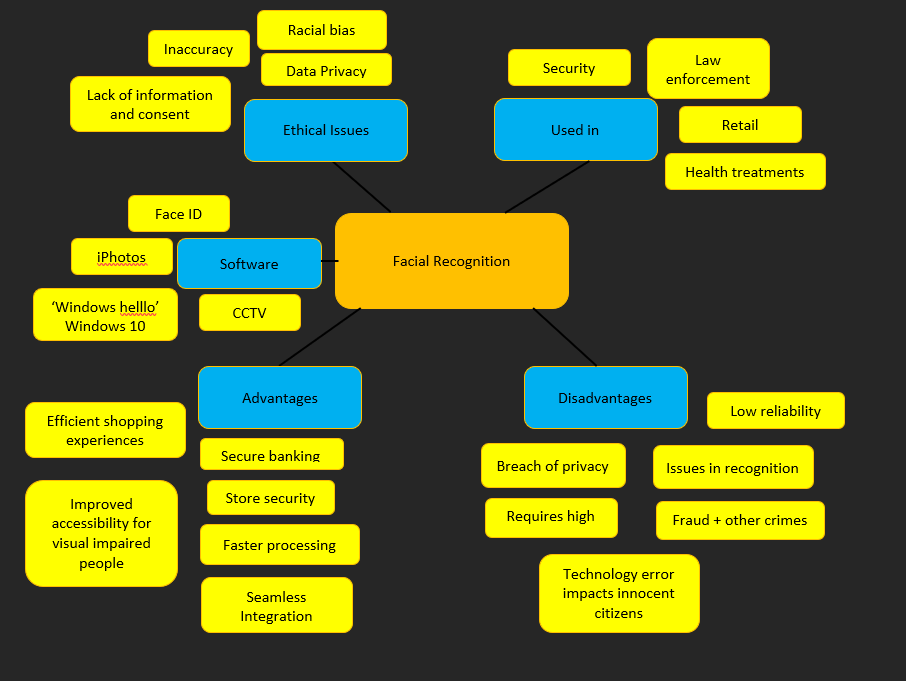 Racial bias
Inaccuracy
Data Privacy
Lack of information
and consent
Ethical Issues
Security
Law
enforcement
Used in
Retail
Health treatments
Face ID
iPhotos
Software
‘Windows helllo’
Windows 10
CCTV
Facial Recognition
Advantages
Efficient shopping
experiences
Secure banking
Store security
Improved
accessibility for
visual impaired
people
Faster processing
Seamless
Integration
Disadvantages
Low reliability
Breach of privacy
Issues in recognition
Requires high
Fraud + other crimes
Technology error
impacts innocent
citizens